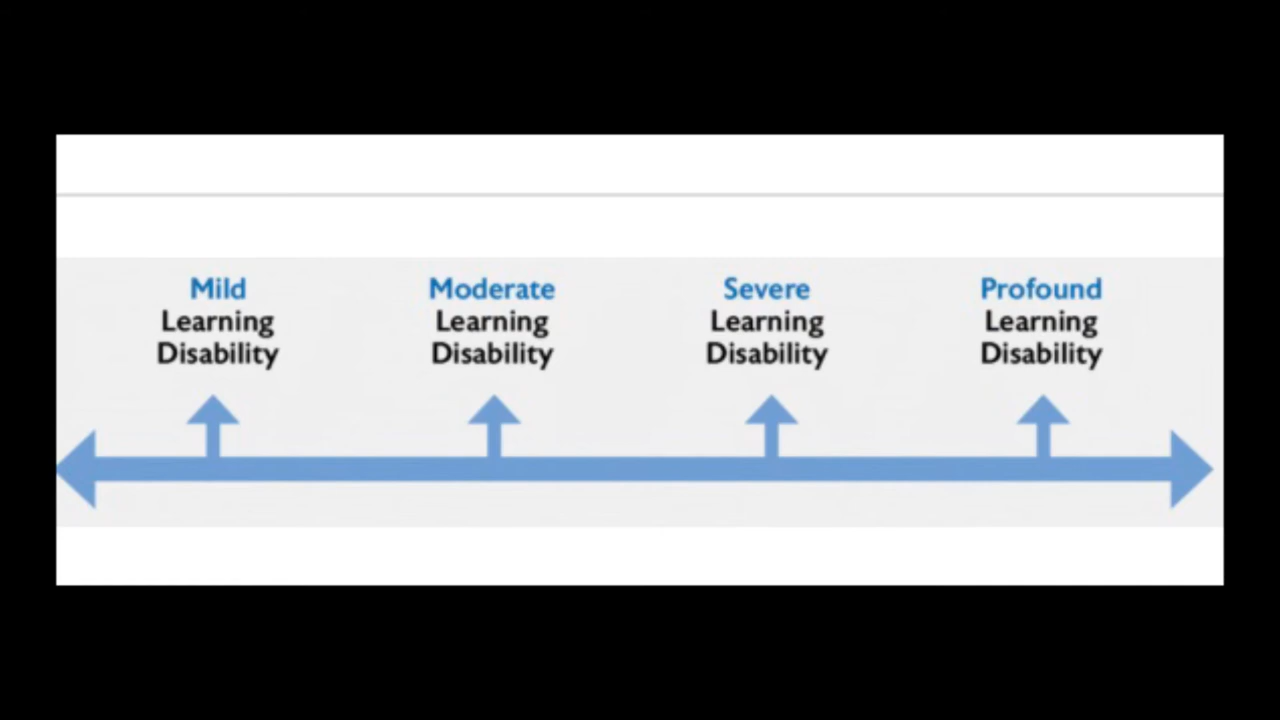 Mild
Learning
Disability
Moderate
Learning
Disability
Severe
Learning
Disability
Profound
Learning
Disability